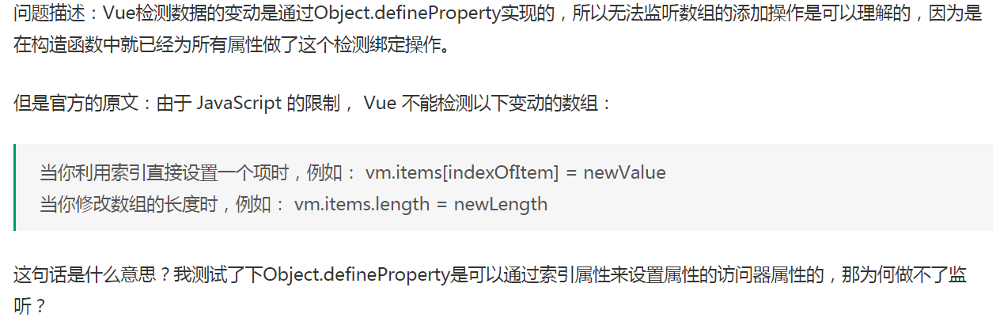 问题描述：Vue检测数据的变动是通过Object.defineProperty实现的，所以无法监听数组的添加操作是可以理解的，因为是
在构造函数中就已经为所有属性做了这个检测绑定操作。
但是官方的原文：由于 JavaScript 的限制， Vue 不能检测以下变动的数组：
当你利用索引直接设置一个项时，例如： vm.items[indexOfItem] = newValue
当你修改数组的长度时，例如： vm.items.length = newLength
这句话是什么意思？我测试了下Object.defineProperty是可以通过索引属性来设置属性的访问器属性的，那为何做不了监
听？